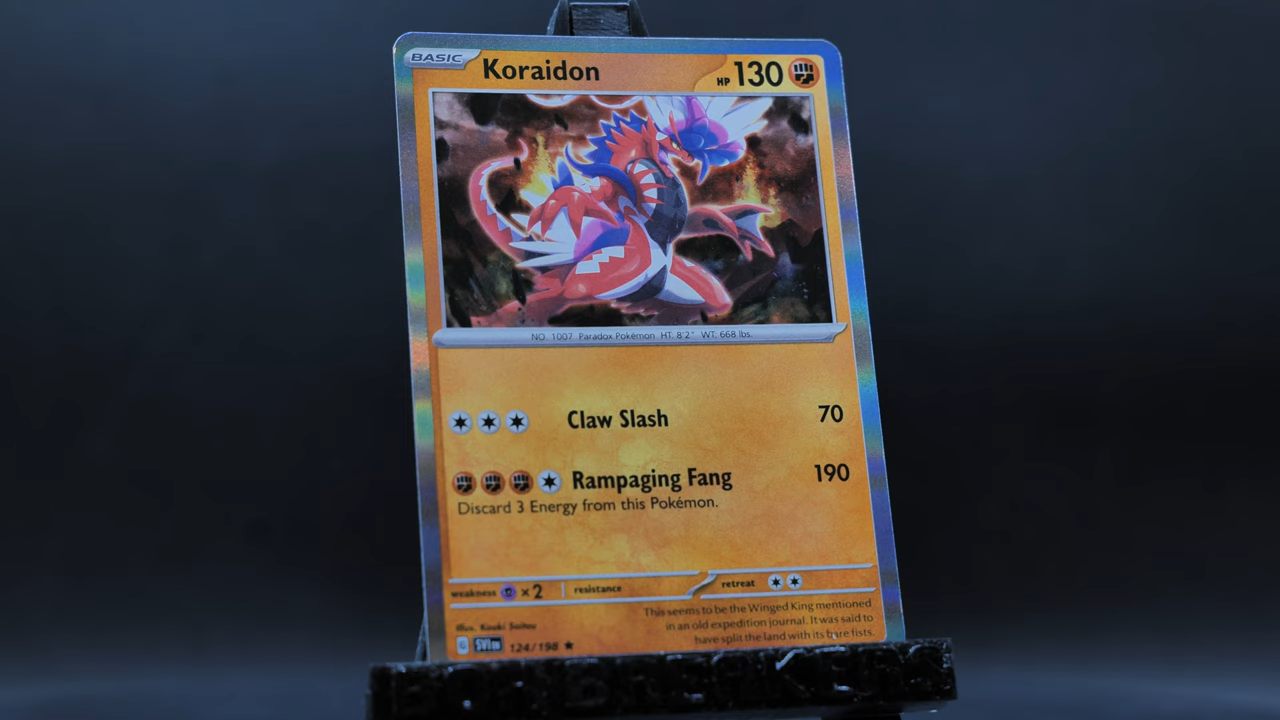 BASIC Koraidon HP 130
NO. 1007 Paradox Pokémon HT: 8'2" WT: 668 lbs.
Claw Slash 70
Rampaging Fang 190
Discard 3 Energy from this Pokémon.
weakness ×2 resistance retreat
This seems to be the Winged King mentioned
in an old expedition journal. It was said to
have split the land with its bare fists.
Illus. Kouki Saitou
G SVI EN 124/198